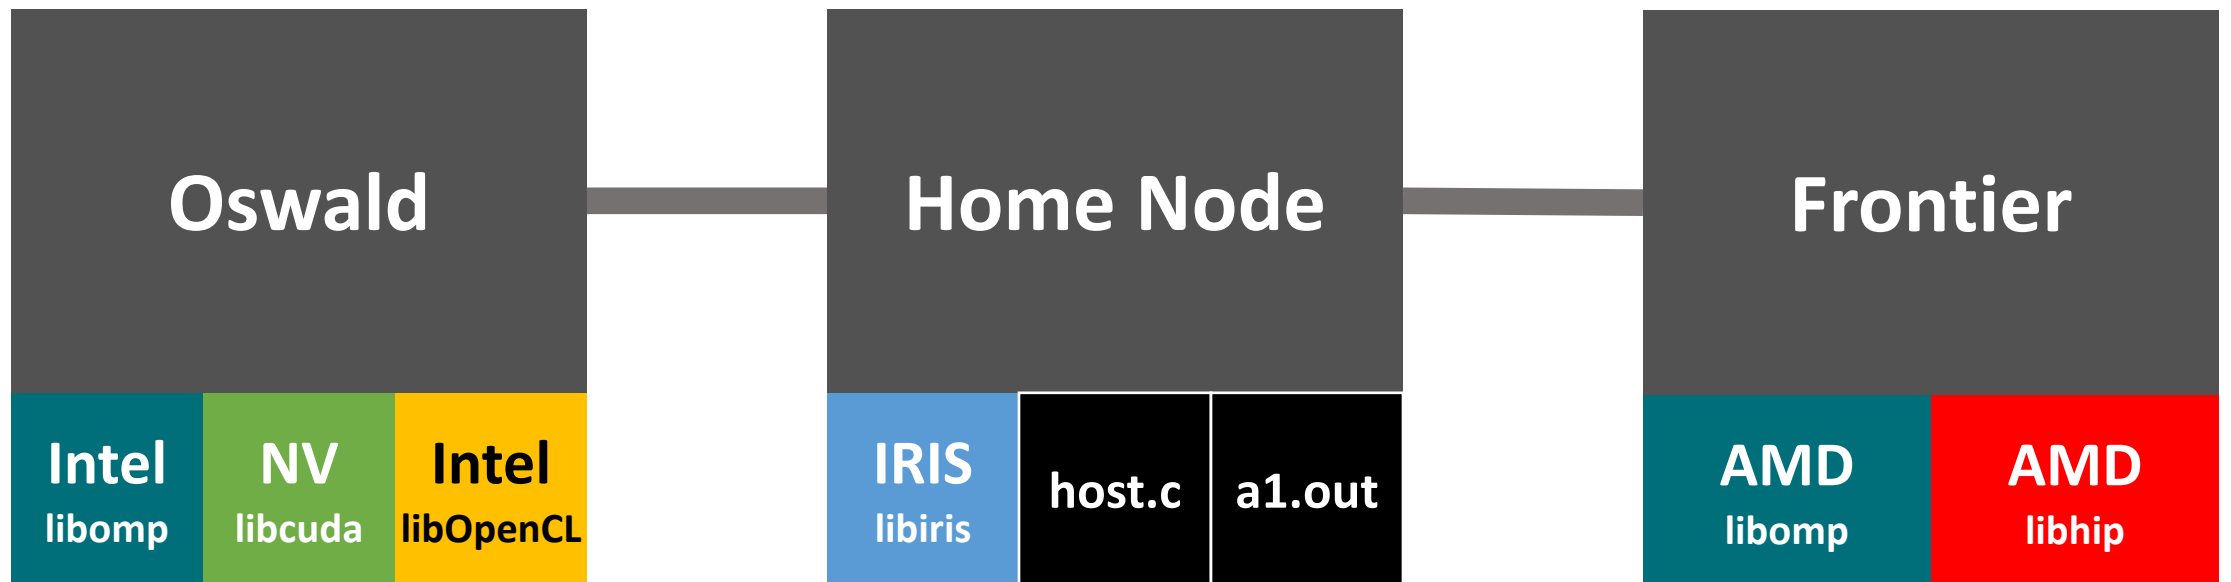 Oswald
Intel
libomp
NV
libcuda
Intel
libOpenCL
Home Node
IRIS
libiris
host.c
a1.out
Frontier
AMD
libomp
AMD
libhip